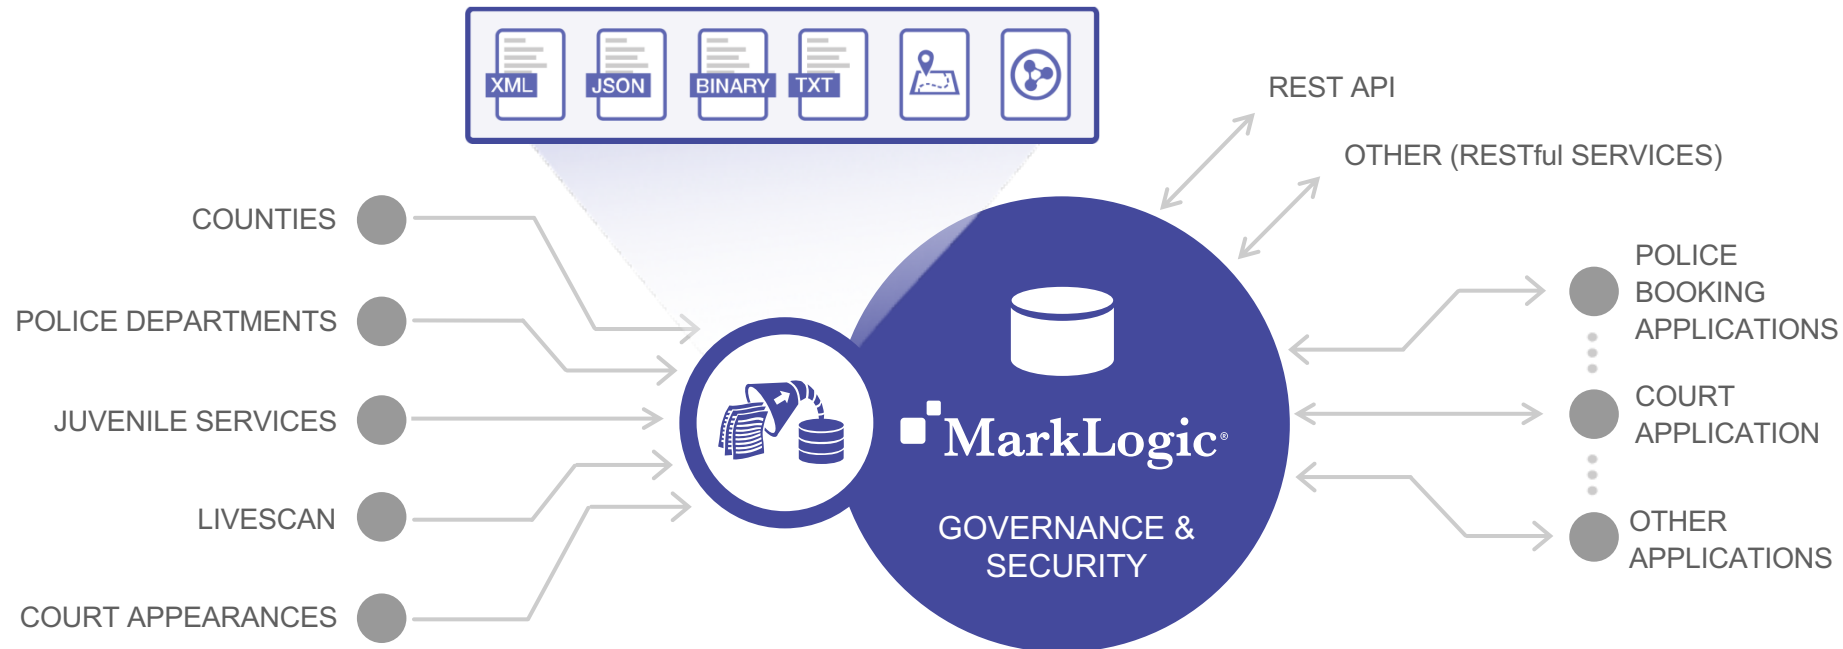 XML
JSON
BINARY
TXT
REST API
OTHER (RESTful SERVICES)
COUNTIES
POLICE DEPARTMENTS
JUVENILE SERVICES
LIVESCAN
COURT APPEARANCES
MarkLogic®
GOVERNANCE &
SECURITY
POLICE
BOOKING
APPLICATIONS
COURT
APPLICATION
OTHER
APPLICATIONS